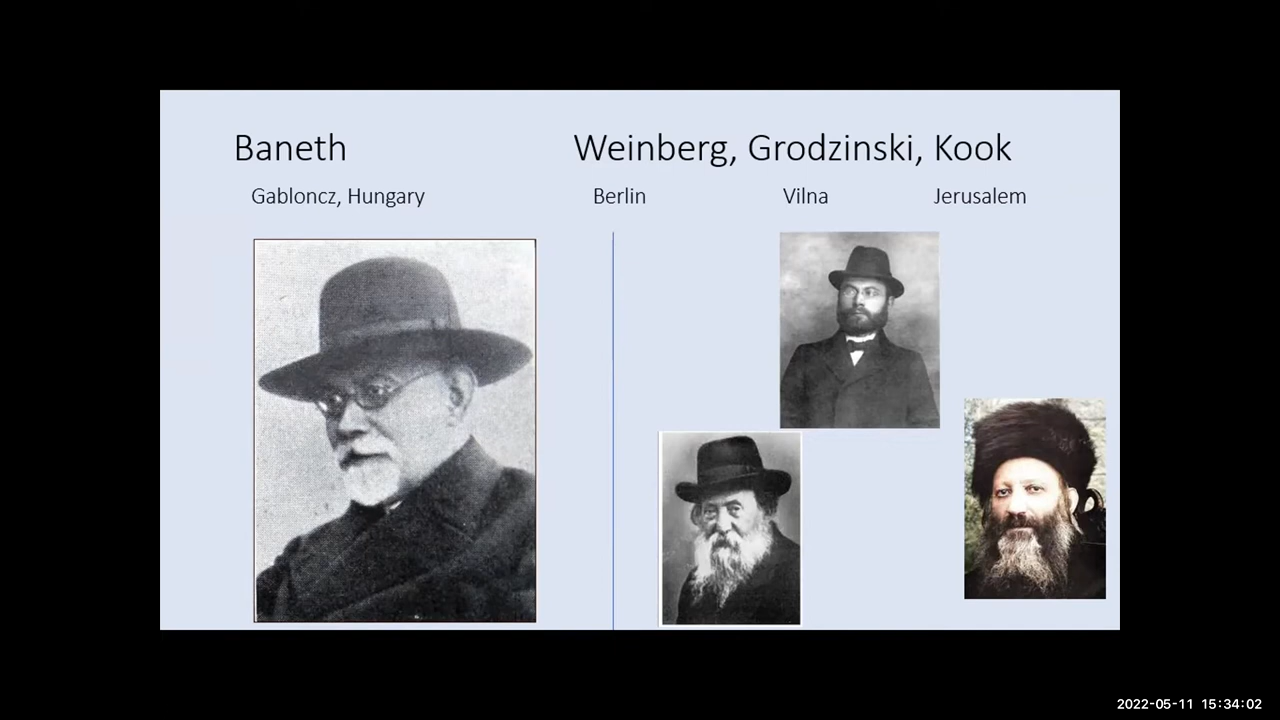 Baneth
Weinberg, Grodzinski, Kook
Gabloncz, Hungary
Berlin
Vilna
Jerusalem
2022-05-11 15:34:02